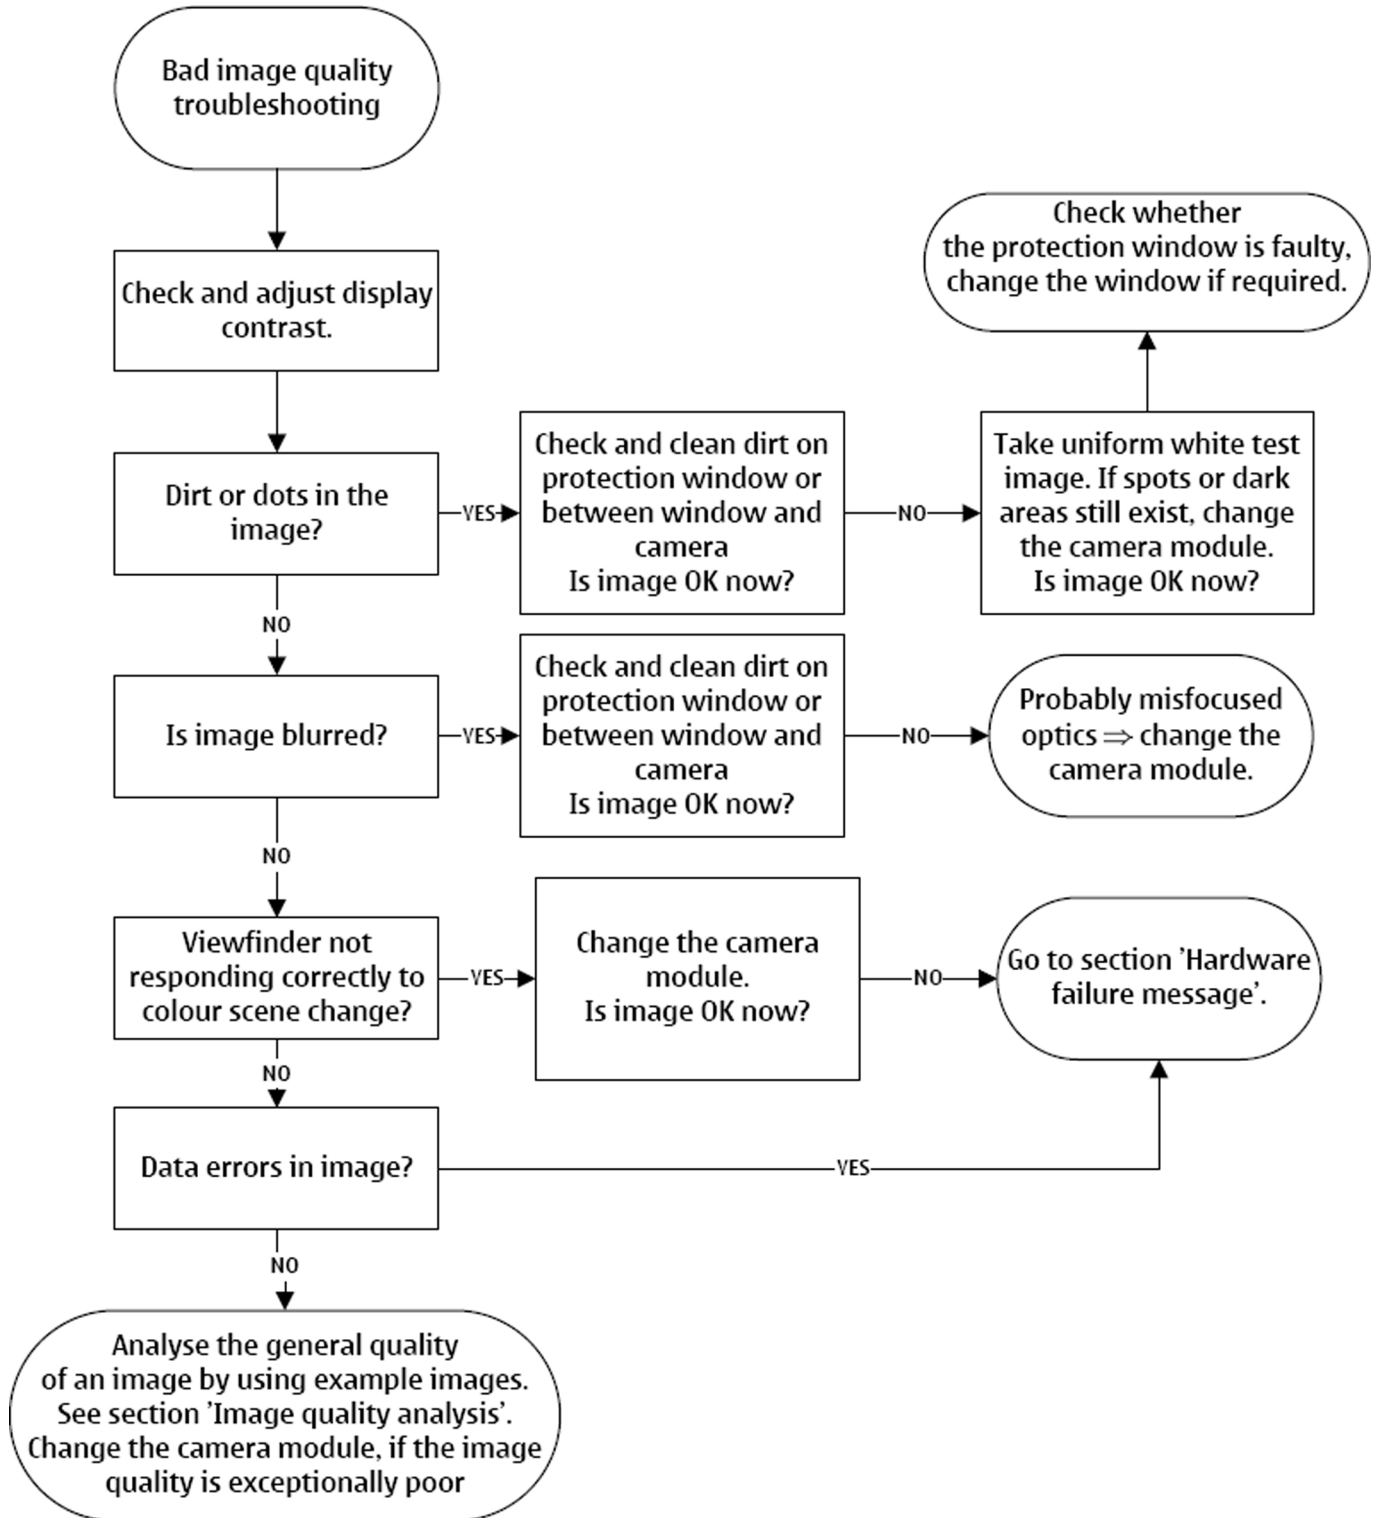 Bad image quality
troubleshooting
Check and adjust display
contrast.
Check whether
the protection window is faulty,
change the window if required.
Dirt or dots in the
image?
YES
Check and clean dirt on
protection window or
between window and
camera
Is image OK now?
NO
Take uniform white test
image. If spots or dark
areas still exist, change
the camera module.
Is image OK now?
NO
Is image blurred?
YES
Check and clean dirt on
protection window or
between window and
camera
Is image OK now?
NO
Probably misfocused
optics ⇒ change the
camera module.
NO
Viewfinder not
responding correctly to
colour scene change?
YES
Change the camera
module.
Is image OK now?
NO
Go to section 'Hardware
failure message'.
NO
Data errors in image?
YES
NO
Analyse the general quality
of an image by using example images.
See section 'Image quality analysis'.
Change the camera module, if the image
quality is exceptionally poor